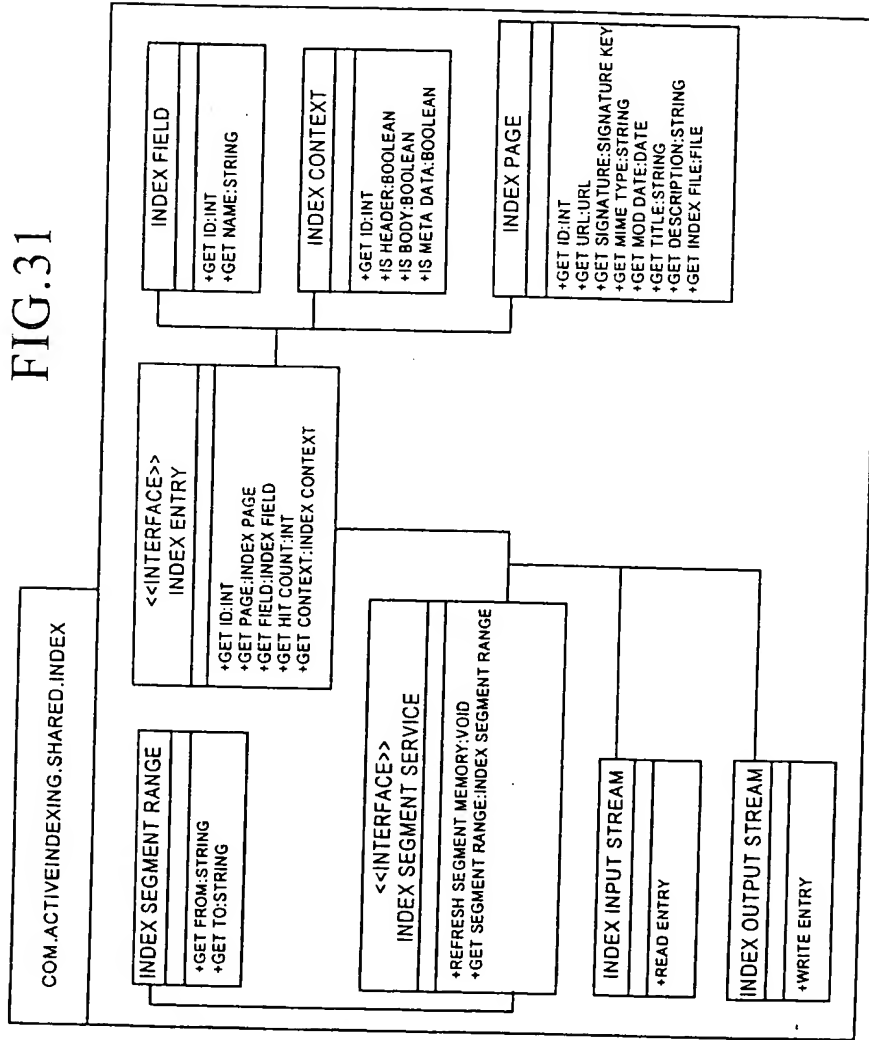 FIG.31
COM.ACTIVEINDEXING.SHARED.INDEX
INDEX SEGMENT RANGE
+GET FROM:STRING
+GET TO:STRING
<<INTERFACE>>
INDEX ENTRY
+GET ID:INT
+GET PAGE:INDEX PAGE
+GET FIELD:INDEX FIELD
+GET HIT COUNT:INT
+GET CONTEXT:INDEX CONTEXT
INDEX FIELD
+GET ID:INT
+GET NAME:STRING
INDEX CONTEXT
+GET ID:INT
+IS HEADER:BOOLEAN
+IS BODY:BOOLEAN
+IS META DATA:BOOLEAN
INDEX PAGE
+GET ID:INT
+GET URL:URL
+GET SIGNATURE:SIGNATURE KEY
+GET MIME TYPE:STRING
+GET MOD DATE:DATE
+GET TITLE:STRING
+GET DESCRIPTION:STRING
+GET INDEX FILE:FILE
<<INTERFACE>>
INDEX SEGMENT SERVICE
+REFRESH SEGMENT MEMORY:VOID
+GET SEGMENT RANGE:INDEX SEGMENT RANGE
INDEX INPUT STREAM
+READ ENTRY
INDEX OUTPUT STREAM
+WRITE ENTRY